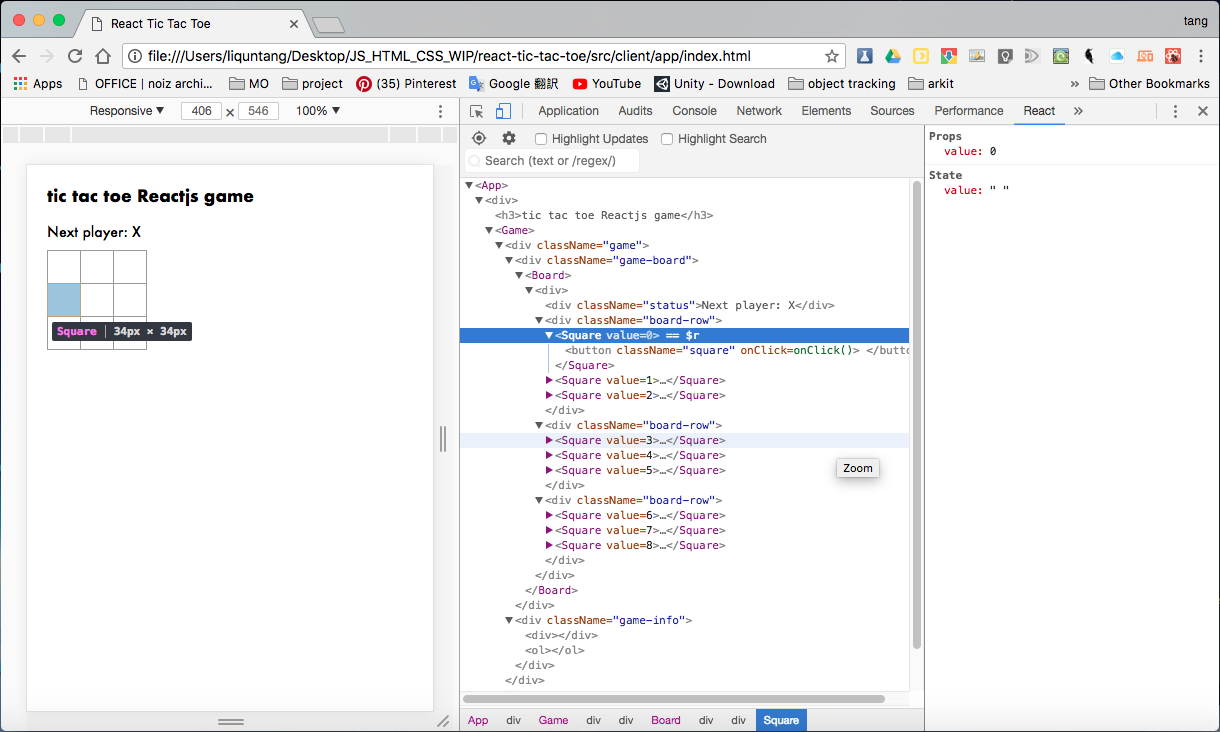 React Tic Tac Toe
tang
file:///Users/liquntang/Desktop/JS_HTML_CSS_WIP/react-tic-tac-toe/src/client/app/index.html
Apps OFFICE | noiz archi... MO project (35) Pinterest Google 翻訳 YouTube Unity - Download object tracking arkit » Other Bookmarks
Responsive ▼ 406 × 546 100% ▼
Application Audits Console Network Elements Sources Performance React »
Highlight Updates Highlight Search
Search (text or /regex/)
tic tac toe Reactjs game
Next player: X
Square | 34px × 34px
<App>
<div>
<h3>tic tac toe Reactjs game</h3>
<Game>
<div className="game">
<div className="game-board">
<Board>
<div>
<div className="status">Next player: X</div>
<div className="board-row">
<Square value=0> == $r
<button className="square" onClick=onClick()> </butto
</Square>
<Square value=1>…</Square>
<Square value=2>…</Square>
</div>
<div className="board-row">
<Square value=3>…</Square>
<Square value=4>…</Square>
<Square value=5>…</Square>
</div>
<div className="board-row">
<Square value=6>…</Square>
<Square value=7>…</Square>
<Square value=8>…</Square>
</div>
</div>
</Board>
</div>
<div className="game-info">
<div></div>
<ol></ol>
</div>
</div>
Zoom
App div Game div div Board div div Square
Props
value: 0
State
value: " "